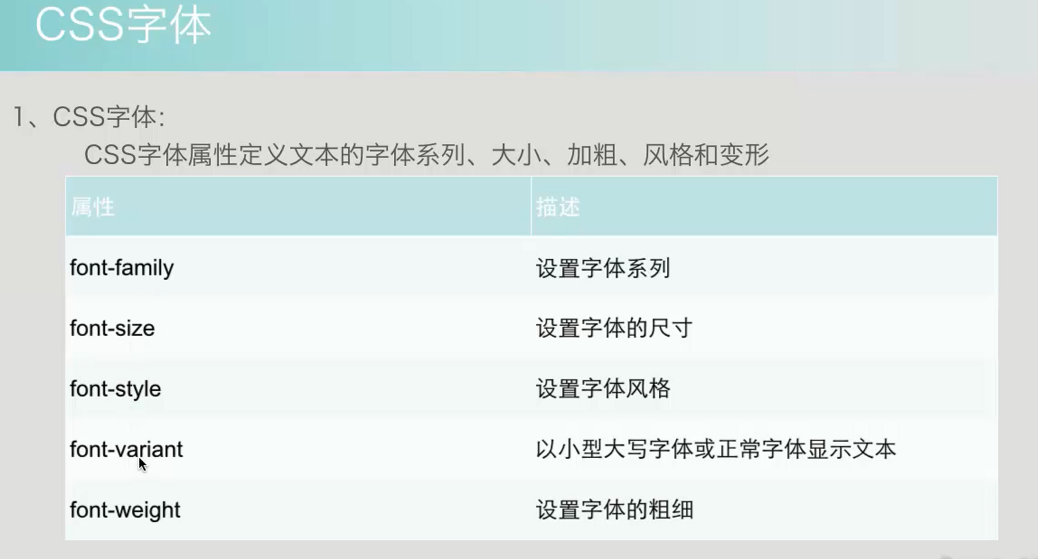 CSS字体
1、CSS字体:
CSS字体属性定义文本的字体系列、大小、加粗、风格和变形
属性 描述
font-family 设置字体系列
font-size 设置字体的尺寸
font-style 设置字体风格
font-variant 以小型大写字体或正常字体显示文本
font-weight 设置字体的粗细